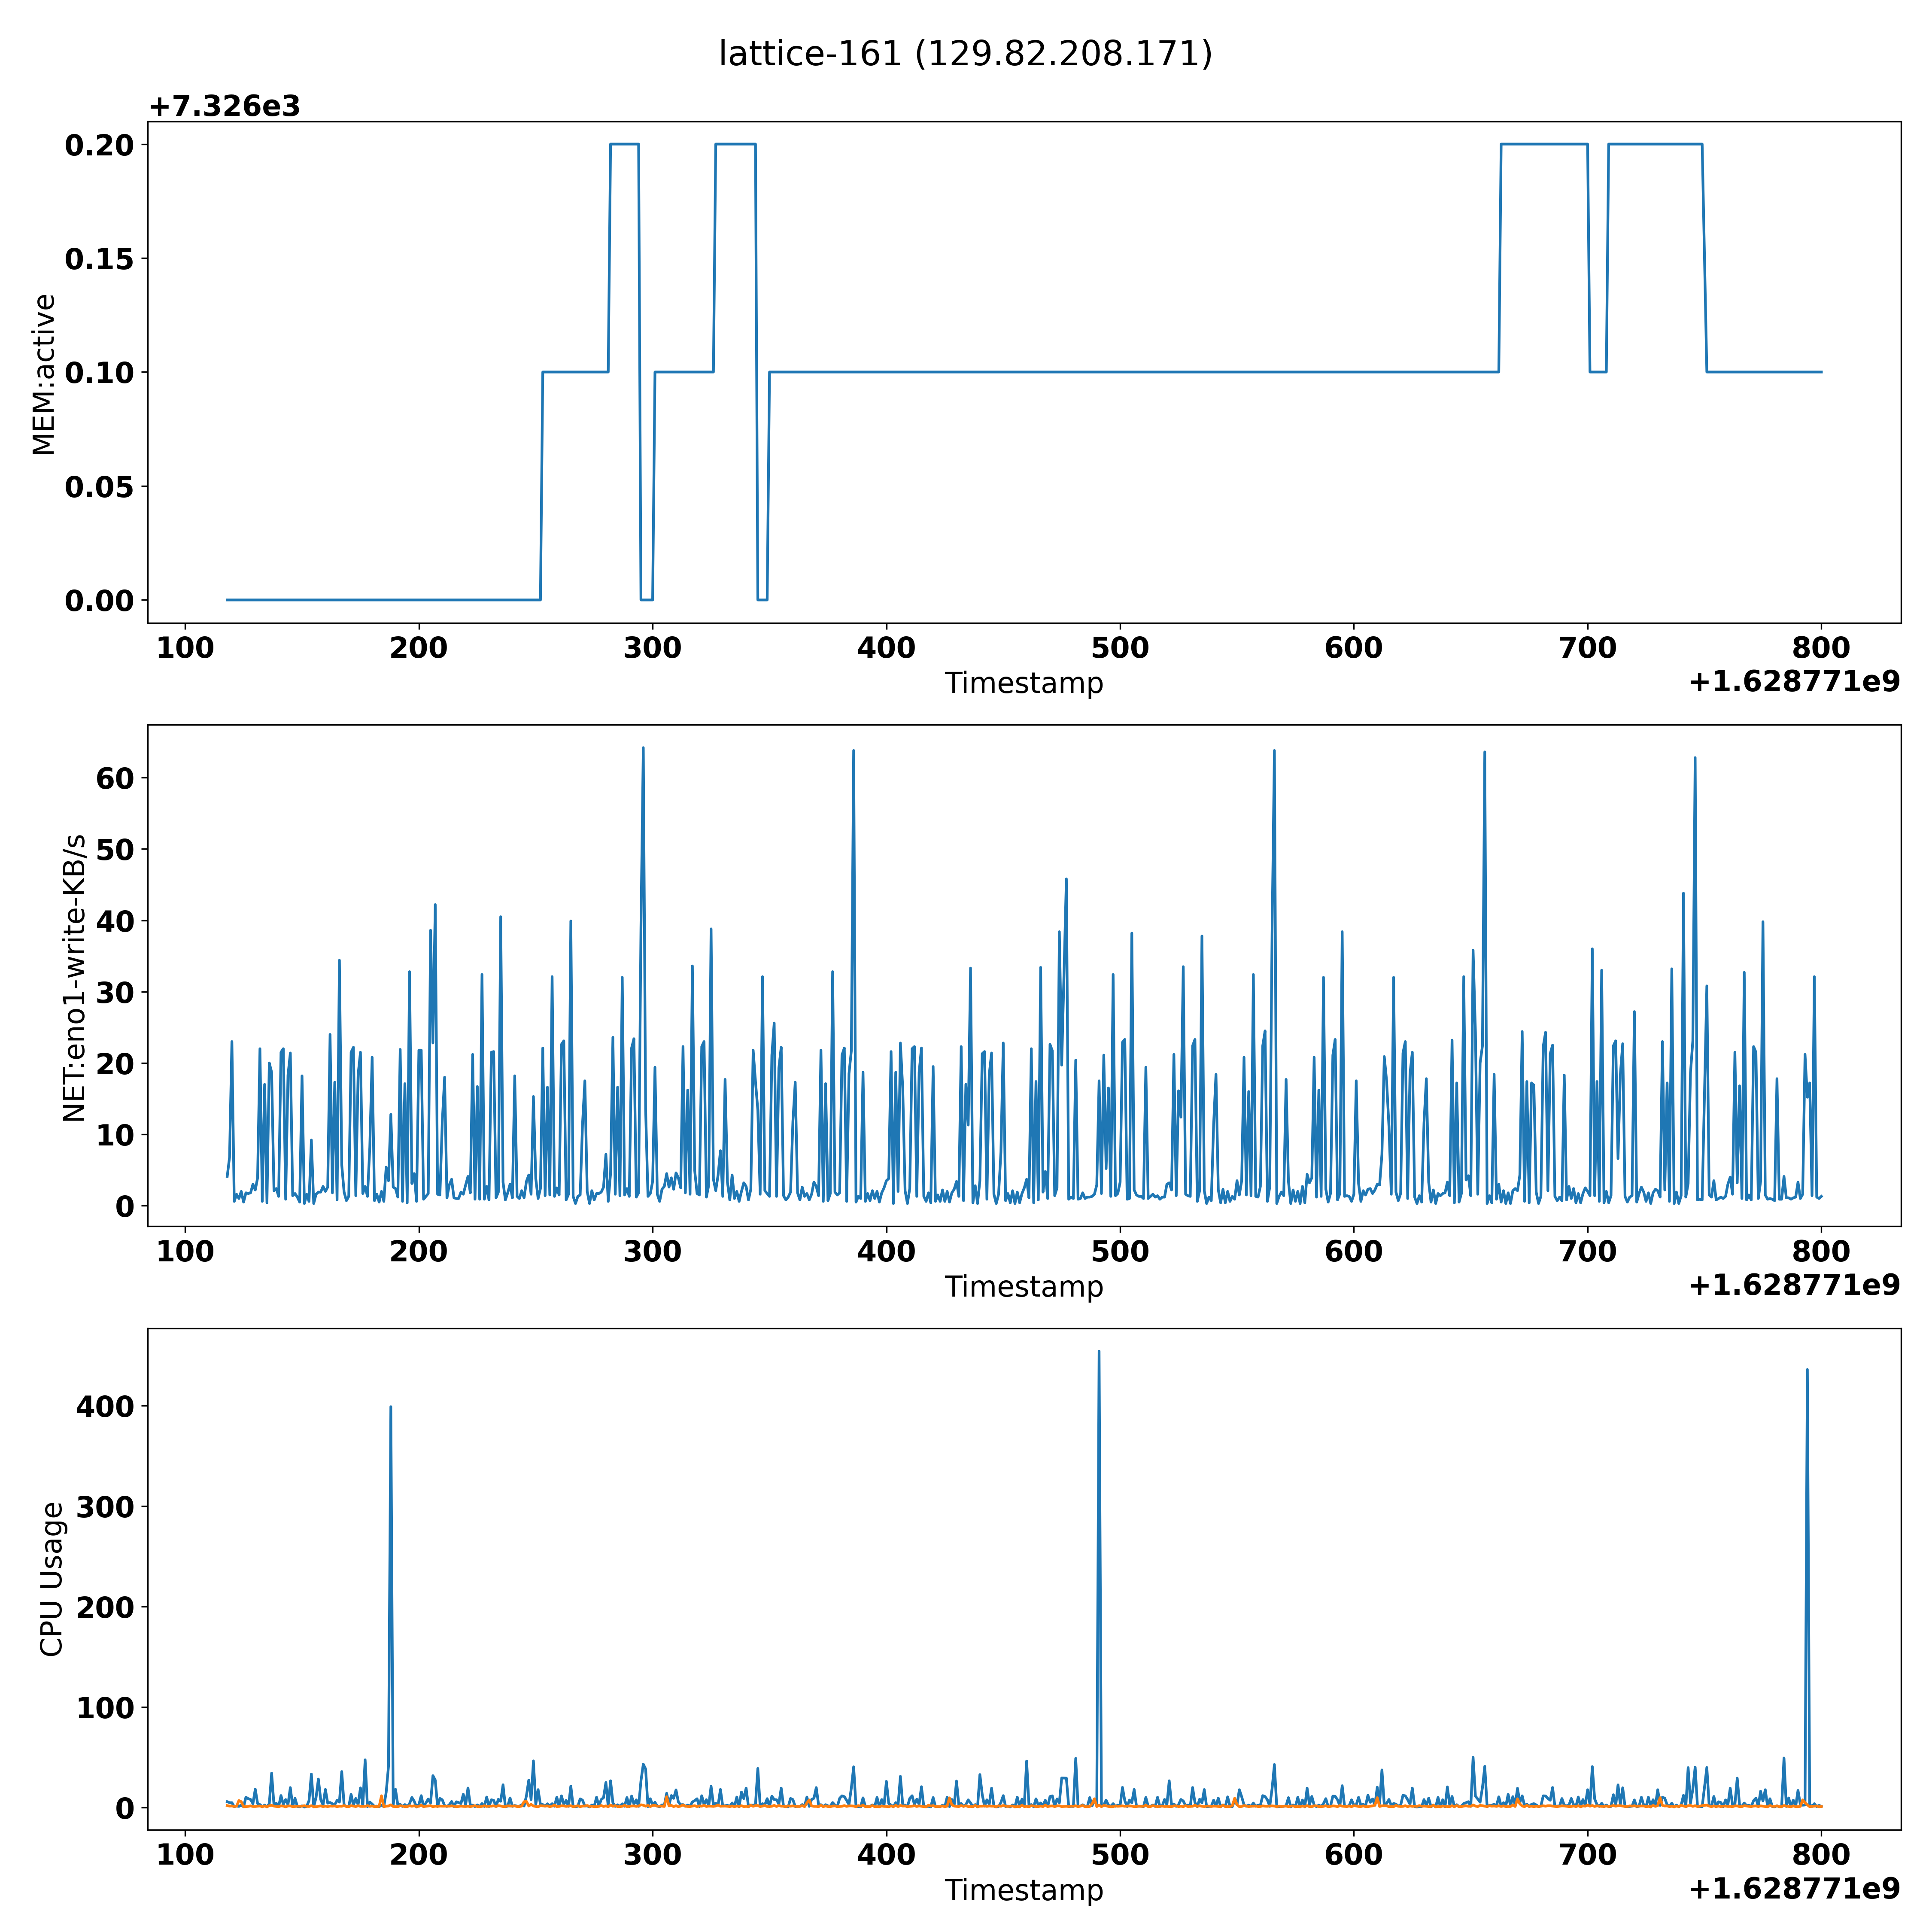 lattice-161 (129.82.208.171)
+7.326e3
0.20
0.15
0.10
0.05
0.00
MEM:active
100 200 300 400 500 600 700 800
Timestamp
+1.628771e9
60
50
40
30
20
10
0
NET:eno1-write-KB/s
100 200 300 400 500 600 700 800
Timestamp
+1.628771e9
400
300
200
100
0
CPU Usage
100 200 300 400 500 600 700 800
Timestamp
+1.628771e9